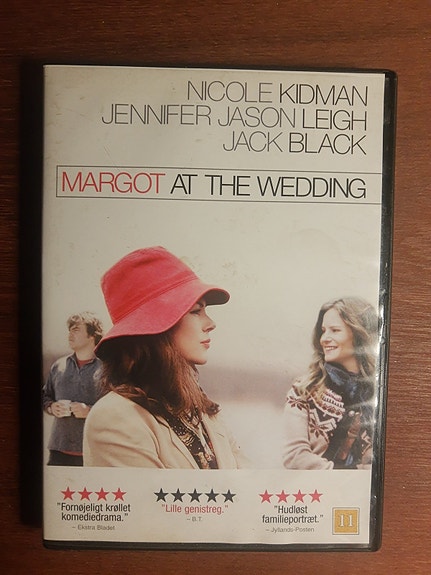 NICOLE KIDMAN
JENNIFER JASON LEIGH
JACK BLACK
MARGOT AT THE WEDDING
★★★★
"Fornøjeligt krøllet
komediedrama."
– Ekstra Bladet
★★★★★
"Lille genistreg."
– B.T.
★★★★
"Hudløst
familieportræt."
– Jyllands-Posten
11